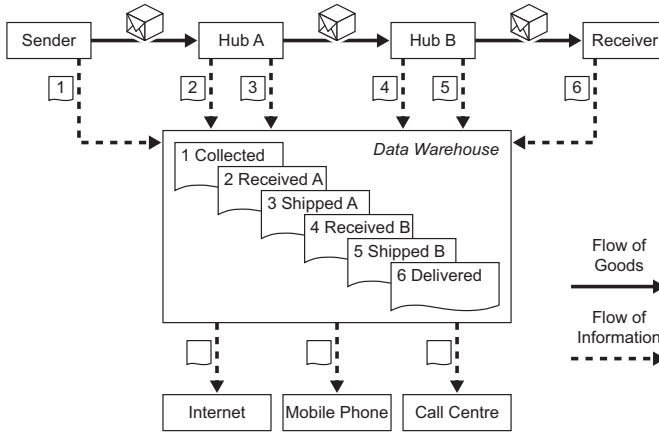 Sender
Hub A
Hub B
Receiver
1
2
3
4
5
6
Data Warehouse
1 Collected
2 Received A
3 Shipped A
4 Received B
5 Shipped B
6 Delivered
Flow of
Goods
Flow of
Information
Internet
Mobile Phone
Call Centre